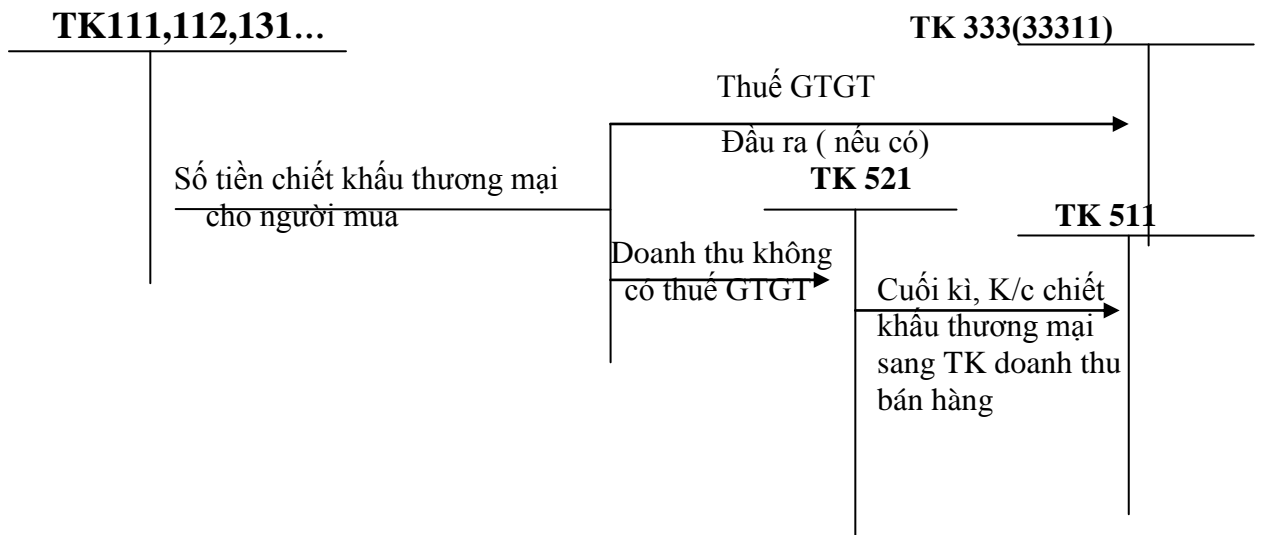 TK111,112,131…
TK 333(33311)
Thuế GTGT
Đầu ra ( nếu có)
Số tiền chiết khấu thương mại
cho người mua
TK 521
TK 511
Doanh thu không
có thuế GTGT
Cuối kì, K/c chiết
khấu thương mại
sang TK doanh thu
bán hàng